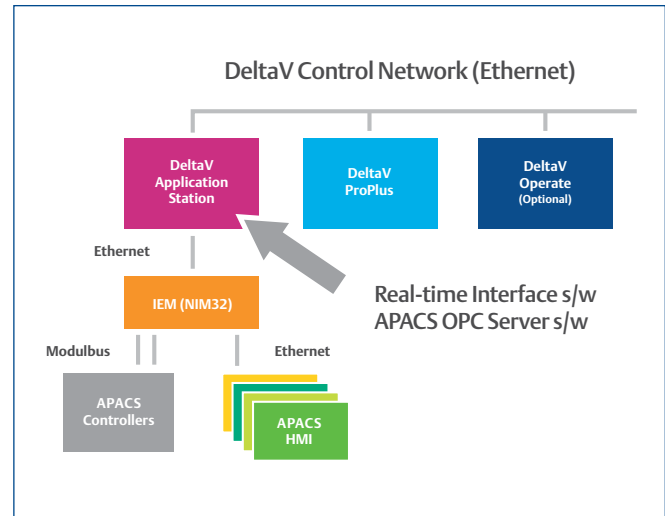 DeltaV Control Network (Ethernet)
DeltaV
Application
Station
DeltaV
ProPlus
DeltaV
Operate
(Optional)
Ethernet
IEM (NIM32)
Real-time Interface s/w
APACS OPC Server s/w
Modulbus
Ethernet
APACS
Controllers
APACS
HMI